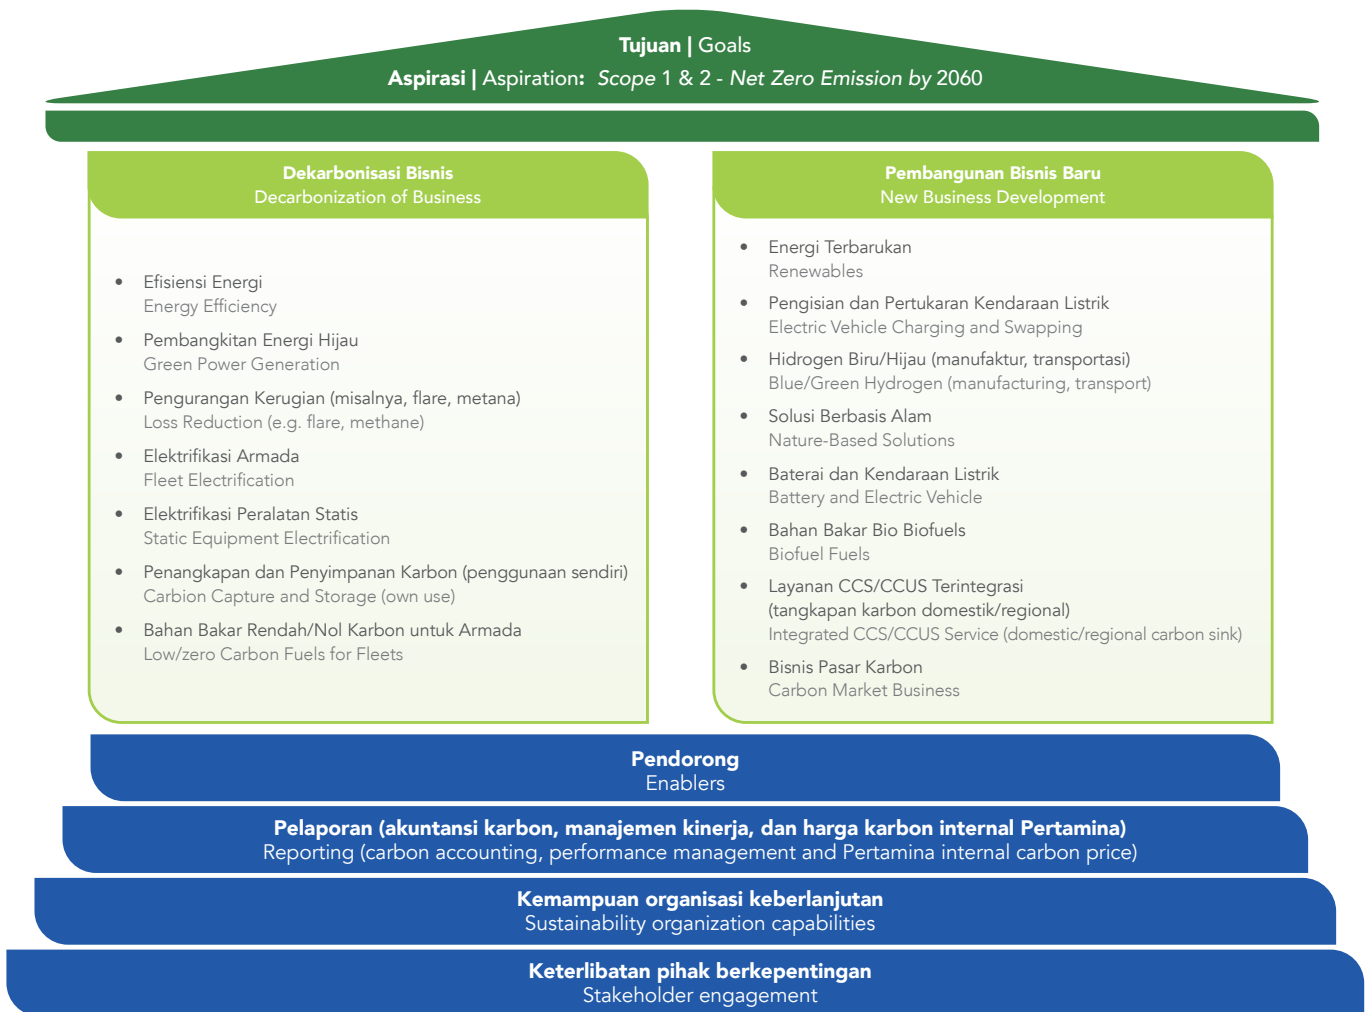 Tujuan | Goals
Aspirasi | Aspiration: Scope 1 & 2 - Net Zero Emission by 2060
Dekarbonisasi Bisnis
Decarbonization of Business
• Efisiensi Energi
Energy Efficiency
• Pembangkitan Energi Hijau
Green Power Generation
• Pengurangan Kerugian (misalnya, flare, metana)
Loss Reduction (e.g. flare, methane)
• Elektrifikasi Armada
Fleet Electrification
• Elektrifikasi Peralatan Statis
Static Equipment Electrification
• Penangkapan dan Penyimpanan Karbon (penggunaan sendiri)
Carbion Capture and Storage (own use)
• Bahan Bakar Rendah/Nol Karbon untuk Armada
Low/zero Carbon Fuels for Fleets
Pembangunan Bisnis Baru
New Business Development
• Energi Terbarukan
Renewables
• Pengisian dan Pertukaran Kendaraan Listrik
Electric Vehicle Charging and Swapping
• Hidrogen Biru/Hijau (manufaktur, transportasi)
Blue/Green Hydrogen (manufacturing, transport)
• Solusi Berbasis Alam
Nature-Based Solutions
• Baterai dan Kendaraan Listrik
Battery and Electric Vehicle
• Bahan Bakar Bio Biofuels
Biofuel Fuels
• Layanan CCS/CCUS Terintegrasi
(tangkapan karbon domestik/regional)
Integrated CCS/CCUS Service (domestic/regional carbon sink)
• Bisnis Pasar Karbon
Carbon Market Business
Pendorong
Enablers
Pelaporan (akuntansi karbon, manajemen kinerja, dan harga karbon internal Pertamina)
Reporting (carbon accounting, performance management and Pertamina internal carbon price)
Kemampuan organisasi keberlanjutan
Sustainability organization capabilities
Keterlibatan pihak berkepentingan
Stakeholder engagement